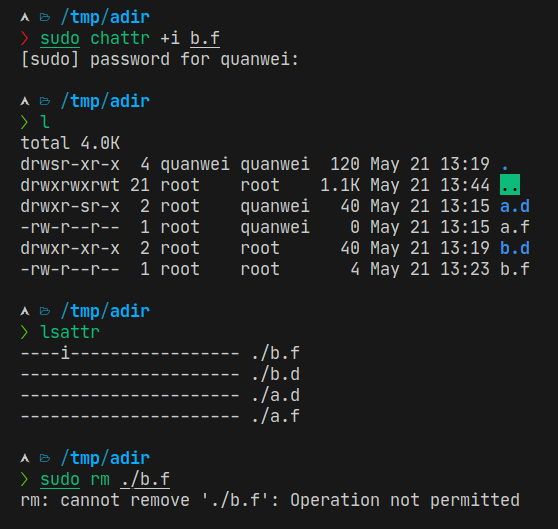 /tmp/adir
❯ sudo chattr +i b.f
[sudo] password for quanwei:
/tmp/adir
❯ l
total 4.0K
drwsr-xr-x 4 quanwei quanwei 120 May 21 13:19 .
drwxrwxrwt 21 root root 1.1K May 21 13:44 ..
drwxr-sr-x 2 root quanwei 40 May 21 13:15 a.d
-rw-r--r-- 1 root quanwei 0 May 21 13:15 a.f
drwxr-xr-x 2 root root 40 May 21 13:19 b.d
-rw-r--r-- 1 root root 4 May 21 13:23 b.f
/tmp/adir
❯ lsattr
----i----------------- ./b.f
---------------------- ./b.d
---------------------- ./a.d
---------------------- ./a.f
/tmp/adir
❯ sudo rm ./b.f
rm: cannot remove './b.f': Operation not permitted